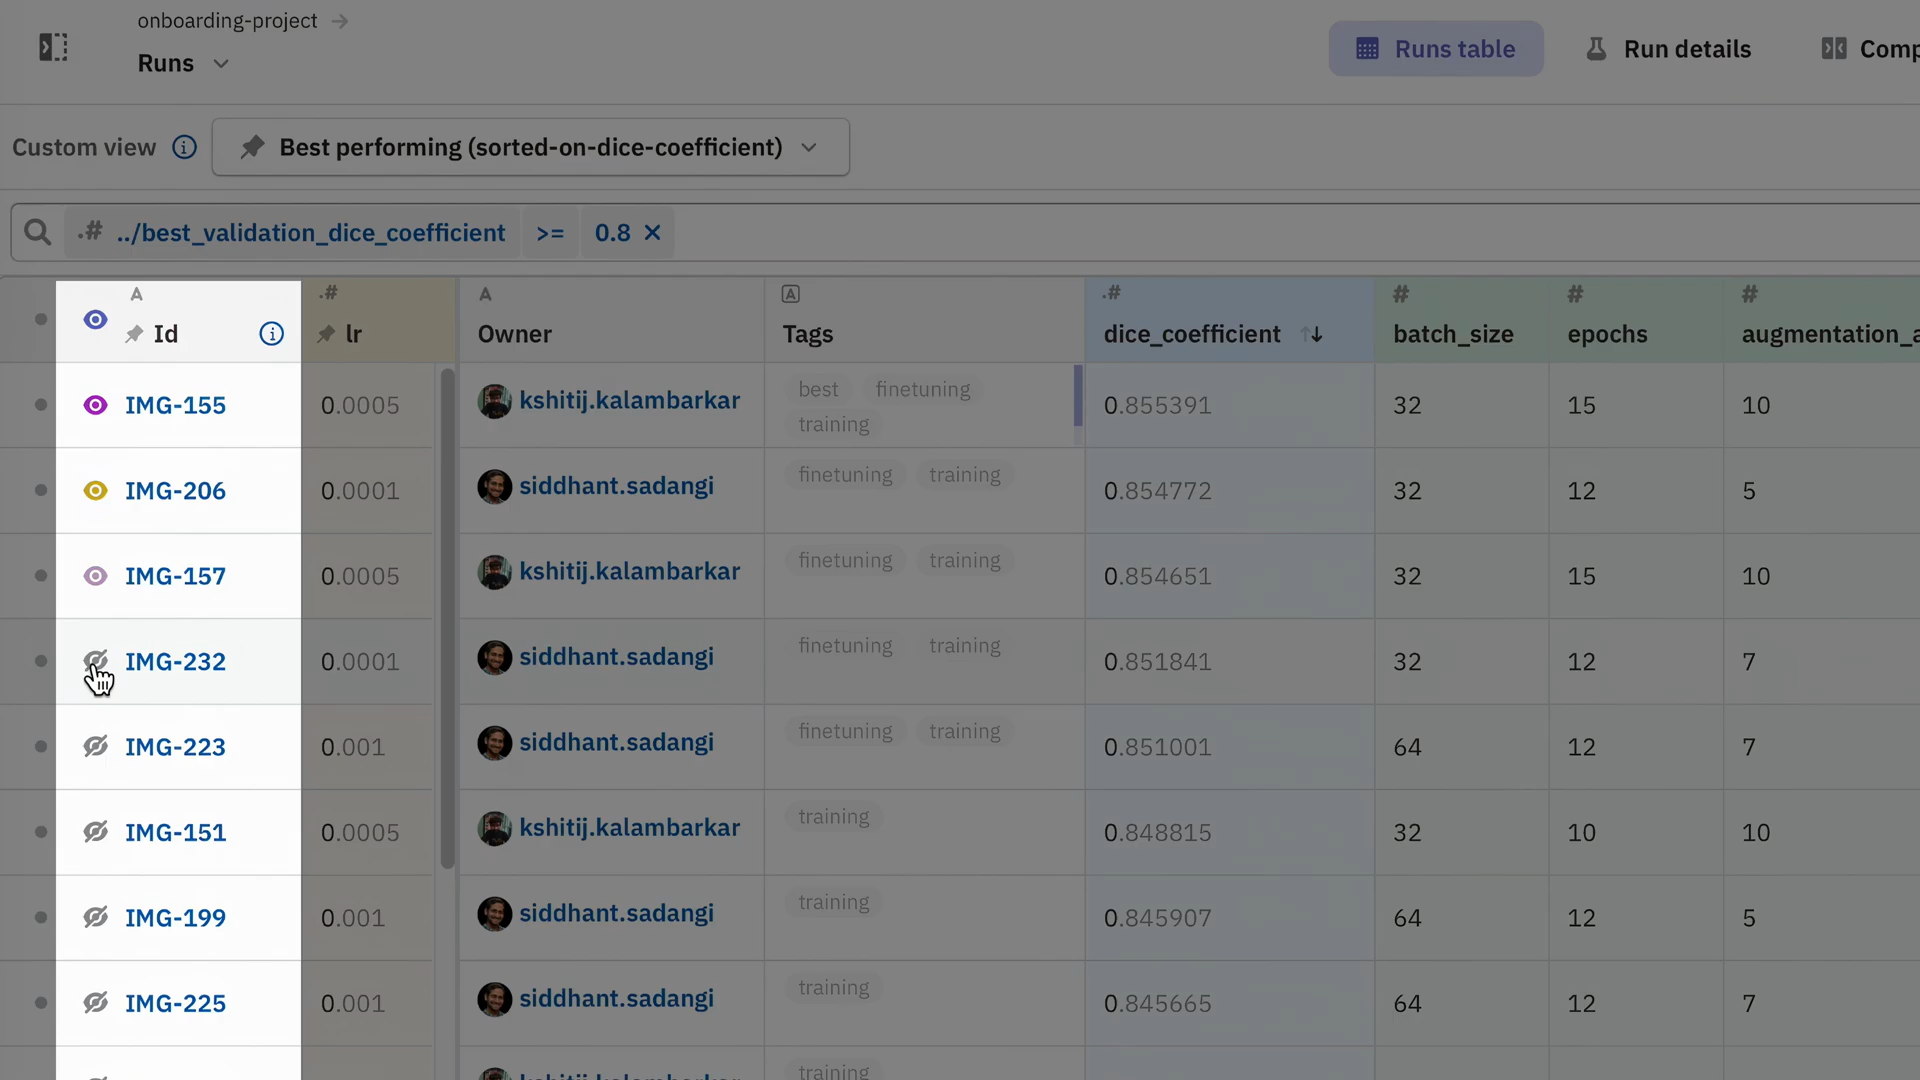 onboarding-project
Runs
Runs table
Run details
Comp
Custom view
Best performing (sorted-on-dice-coefficient)
.# ../best_validation_dice_coefficient >= 0.8
A Id
.# lr
A Owner
A Tags
.# dice_coefficient
# batch_size
# epochs
# augmentation_a
IMG-155 0.0005 kshitij.kalambarkar best finetuning training 0.855391 32 15 10
IMG-206 0.0001 siddhant.sadangi finetuning training 0.854772 32 12 5
IMG-157 0.0005 kshitij.kalambarkar finetuning training 0.854651 32 15 10
IMG-232 0.0001 siddhant.sadangi finetuning training 0.851841 32 12 7
IMG-223 0.001 siddhant.sadangi finetuning training 0.851001 64 12 7
IMG-151 0.0005 kshitij.kalambarkar training 0.848815 32 10 10
IMG-199 0.001 siddhant.sadangi training 0.845907 64 12 5
IMG-225 0.001 siddhant.sadangi training 0.845665 64 12 7
kshitij.kalambarkar training